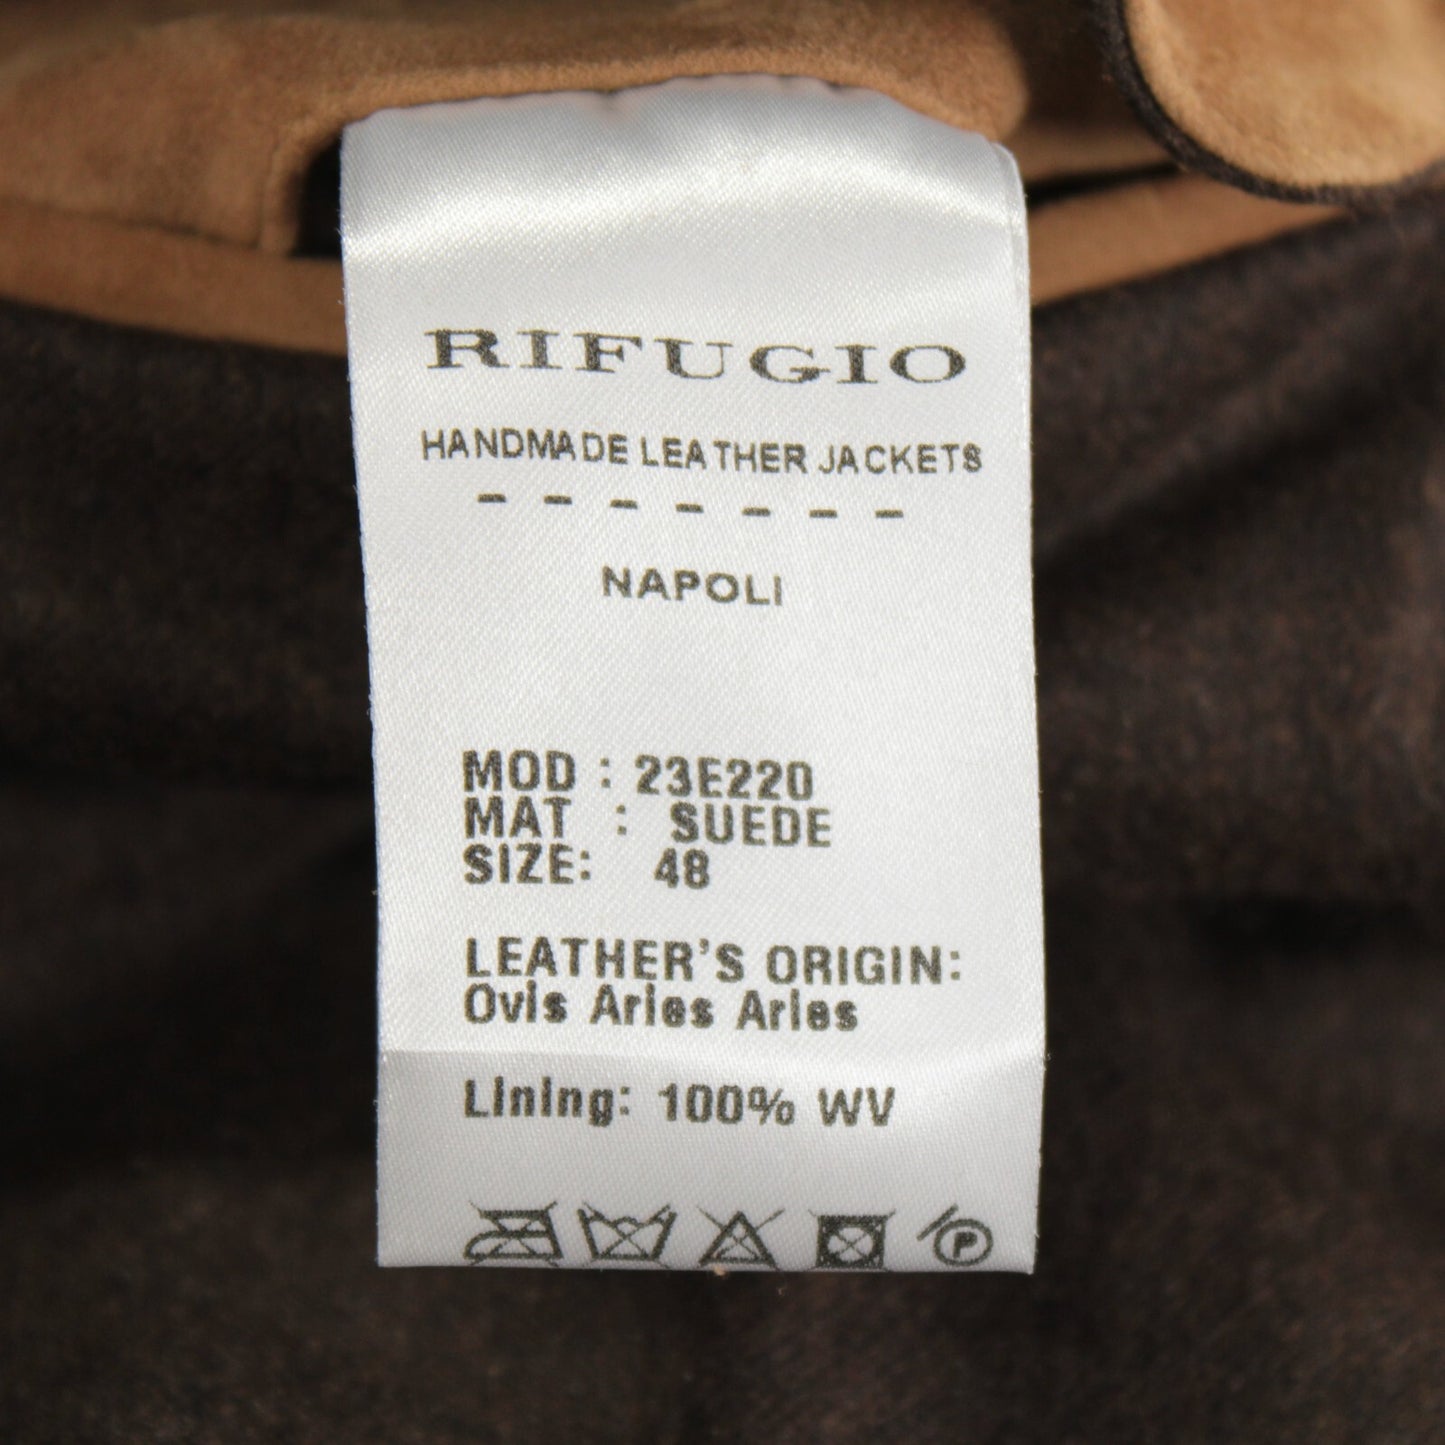 RIFUGIO
HANDMADE LEATHER JACKETS
- - - - - - -
NAPOLI
MOD : 23E220
MAT : SUEDE
SIZE: 48
LEATHER'S ORIGIN:
Ovis Aries Aries
Lining: 100% WV
P